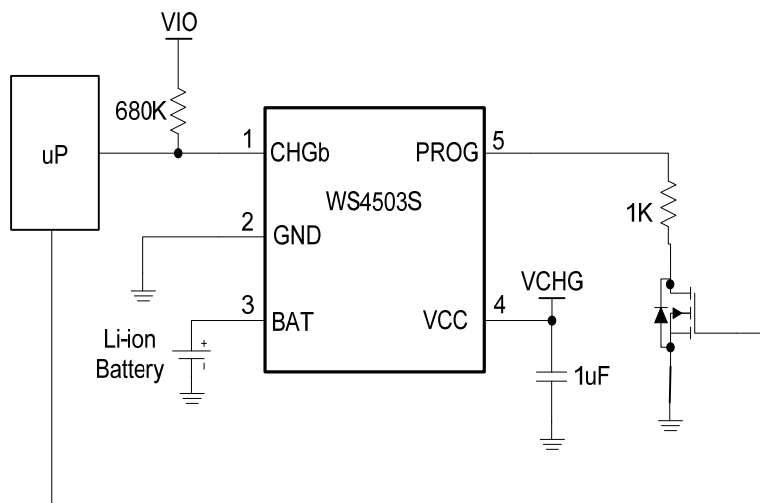 VIO
680K
uP
1
CHGb
PROG
5
WS4503S
1K
2
GND
VCHG
3
BAT
VCC
4
Li-ion
Battery
+
-
1uF